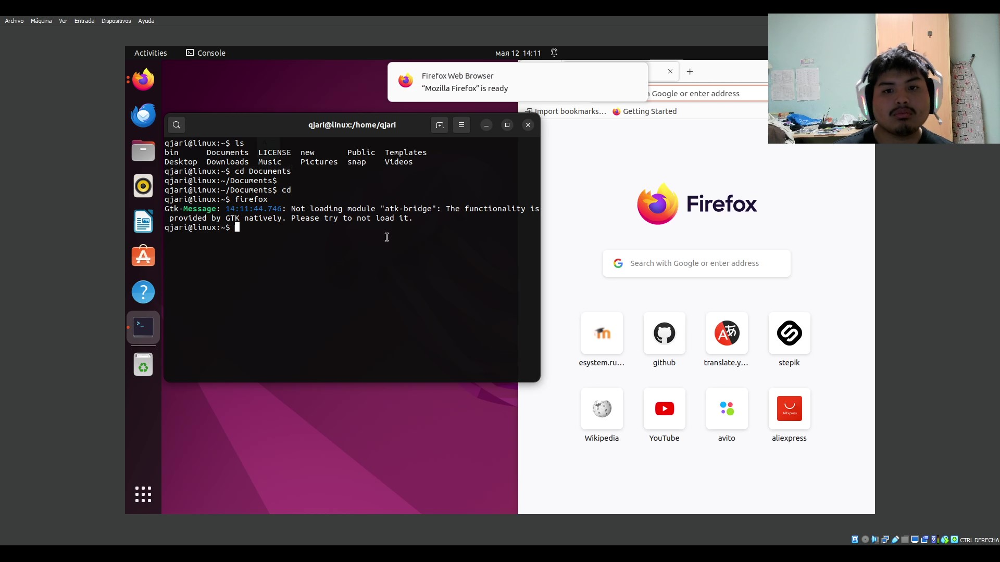 Archivo Máquina Ver Entrada Dispositivos Ayuda
Activities Console мая 12 14:11
Firefox Web Browser
“Mozilla Firefox” is ready
Google or enter address
Import bookmarks… Getting Started
qjari@linux:/home/qjari
qjari@linux:~$ ls
bin Documents LICENSE new Public Templates
Desktop Downloads Music Pictures snap Videos
qjari@linux:~$ cd Documents
qjari@linux:~/Documents$
qjari@linux:~/Documents$ cd
qjari@linux:~$ firefox
Gtk-Message: 14:11:44.746: Not loading module "atk-bridge": The functionality is
provided by GTK natively. Please try to not load it.
qjari@linux:~$
Firefox
Search with Google or enter address
esystem.ru… github translate.y… stepik
Wikipedia YouTube avito aliexpress
CTRL DERECHA